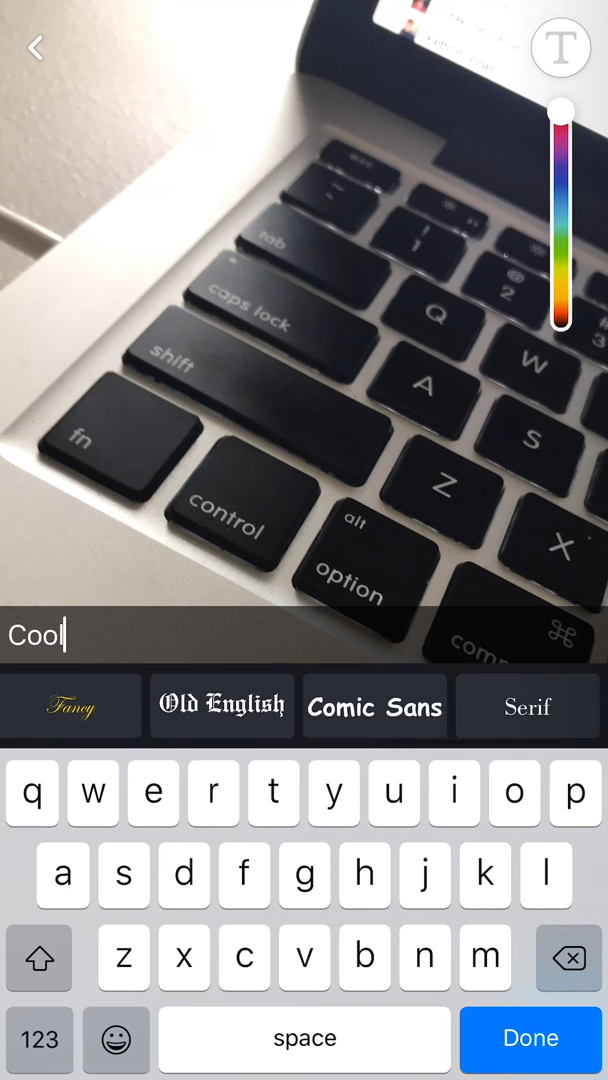 T
esc
~
!
1
tab
@
2
#
3
caps lock
Q
W
shift
A
S
fn
Z
X
control
alt
option
⌘
Cool
Fancy
Old English
Comic Sans
Serif
q w e r t y u i o p
a s d f g h j k l
z x c v b n m
123
space
Done